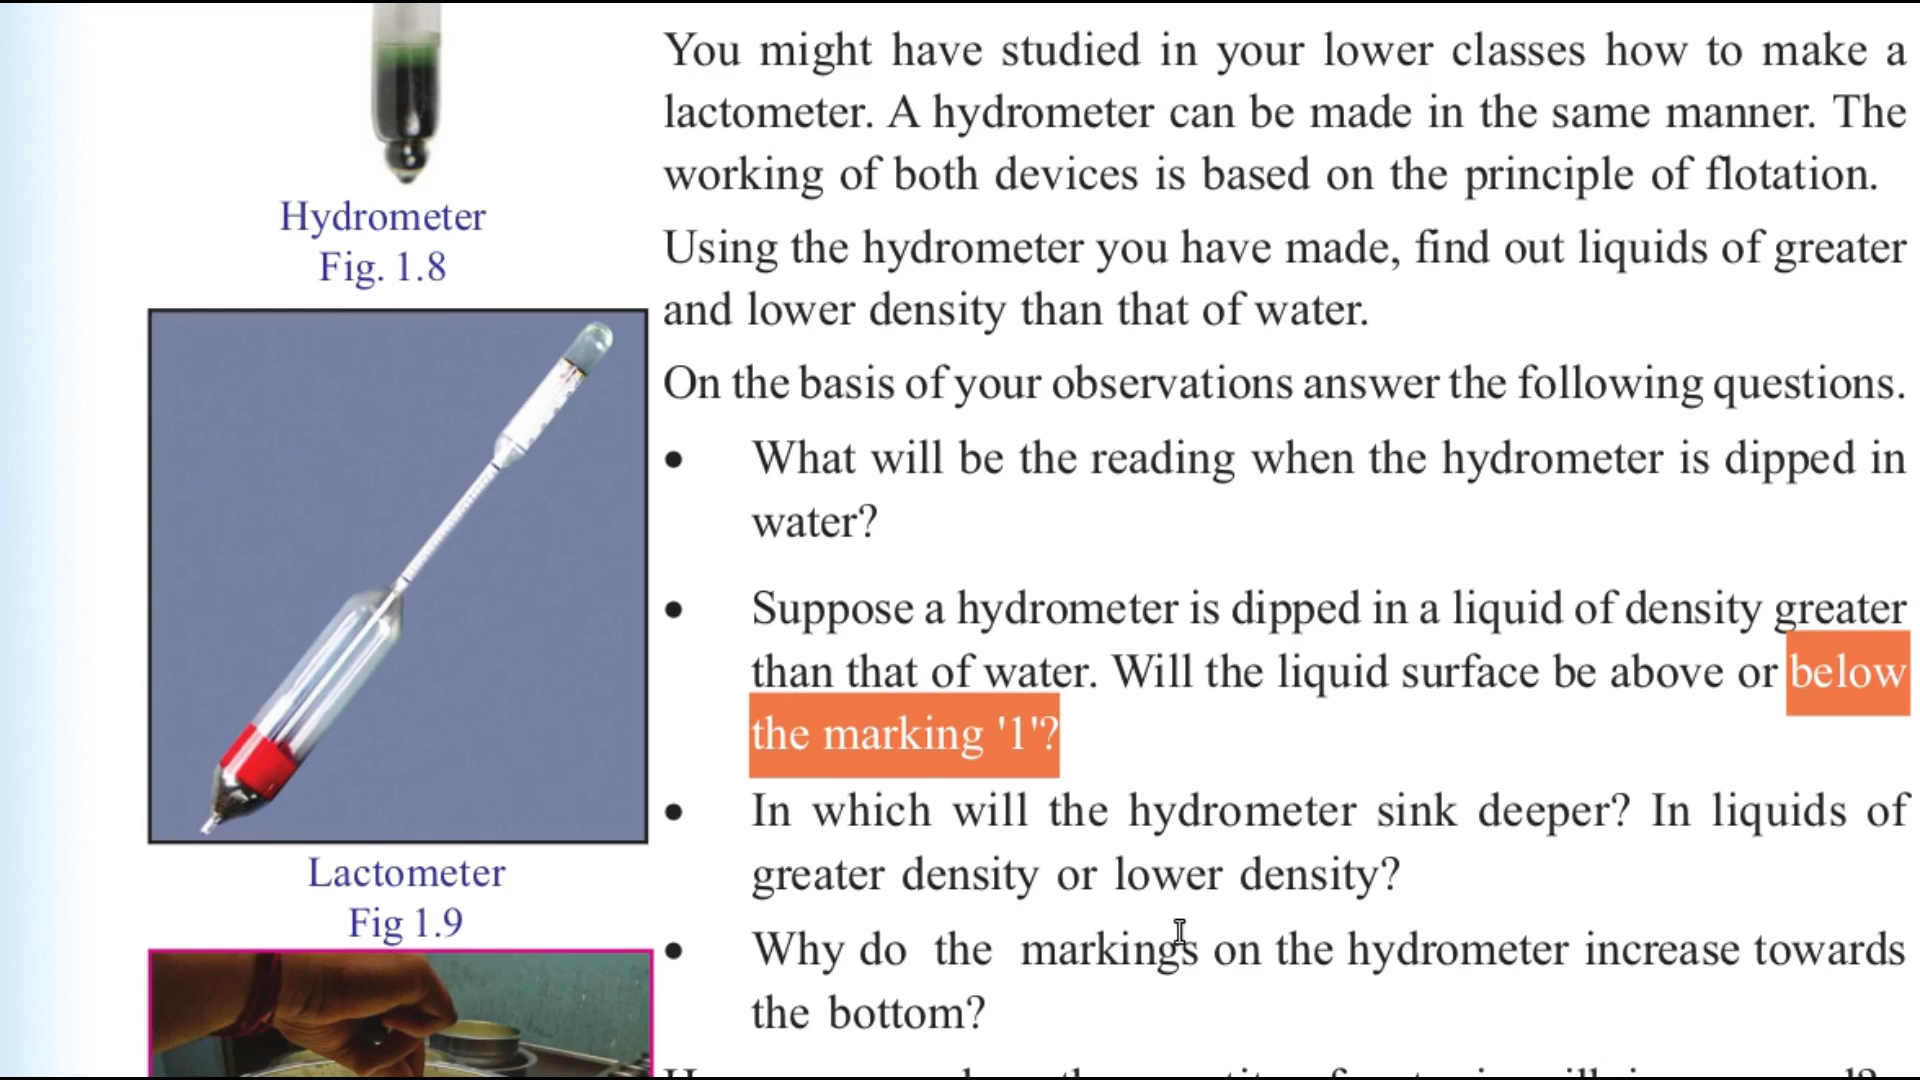 You might have studied in your lower classes how to make a
lactometer. A hydrometer can be made in the same manner. The
working of both devices is based on the principle of flotation.
Hydrometer
Fig. 1.8
Using the hydrometer you have made, find out liquids of greater
and lower density than that of water.
On the basis of your observations answer the following questions.
• What will be the reading when the hydrometer is dipped in
water?
• Suppose a hydrometer is dipped in a liquid of density greater
than that of water. Will the liquid surface be above or below
the marking '1'?
• In which will the hydrometer sink deeper? In liquids of
greater density or lower density?
Lactometer
Fig 1.9
• Why do the markings on the hydrometer increase towards
the bottom?